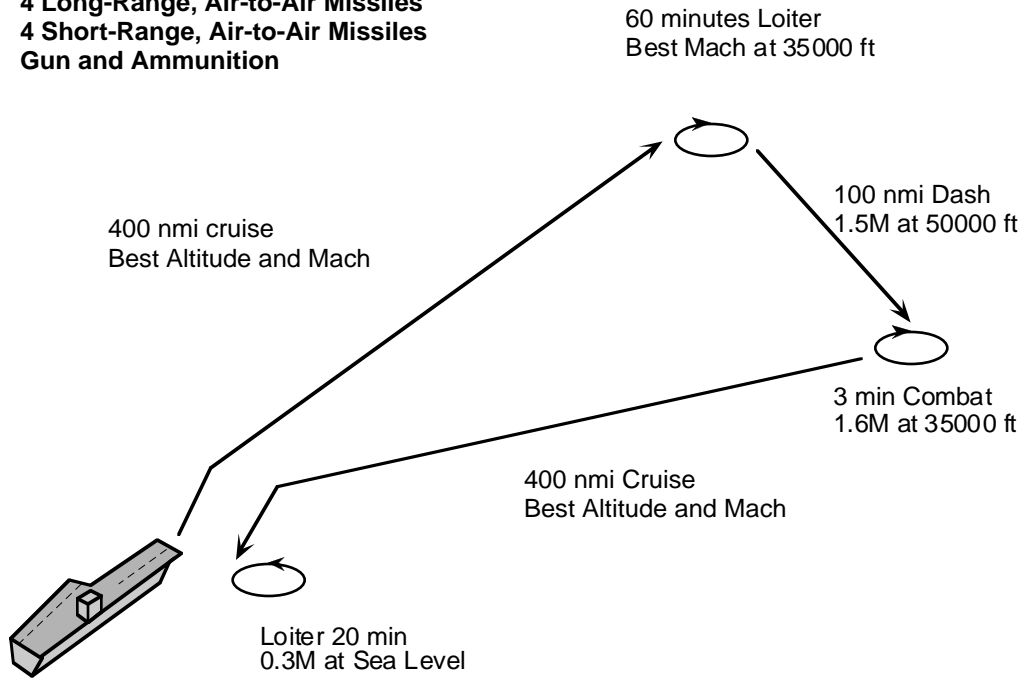 4 Long-Range, Air-to-Air Missiles
4 Short-Range, Air-to-Air Missiles
Gun and Ammunition
60 minutes Loiter
Best Mach at 35000 ft
400 nmi cruise
Best Altitude and Mach
100 nmi Dash
1.5M at 50000 ft
3 min Combat
1.6M at 35000 ft
400 nmi Cruise
Best Altitude and Mach
Loiter 20 min
0.3M at Sea Level